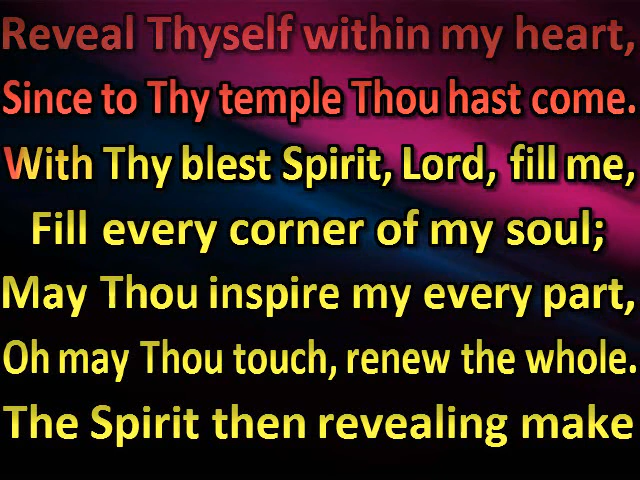 Reveal Thyself within my heart,
Since to Thy temple Thou hast come.
With Thy blest Spirit, Lord, fill me,
Fill every corner of my soul;
May Thou inspire my every part,
Oh may Thou touch, renew the whole.
The Spirit then revealing make